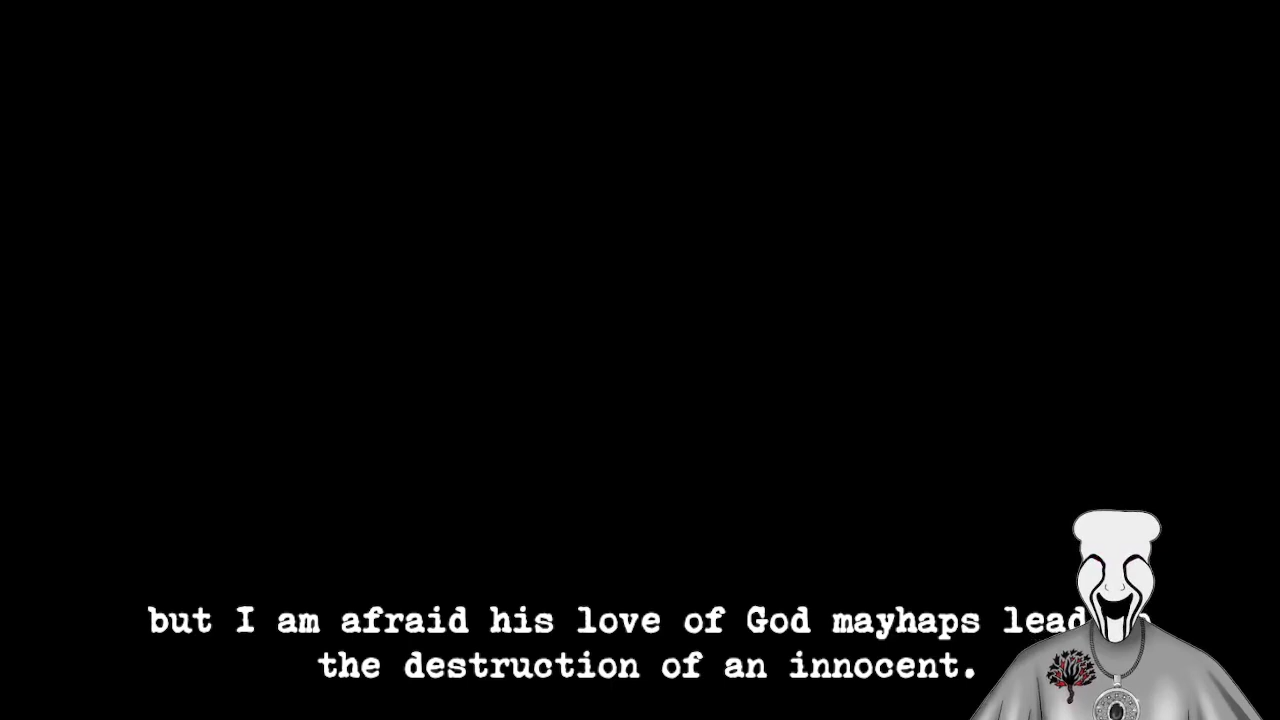 but I am afraid his love of God mayhaps lead
the destruction of an innocent.